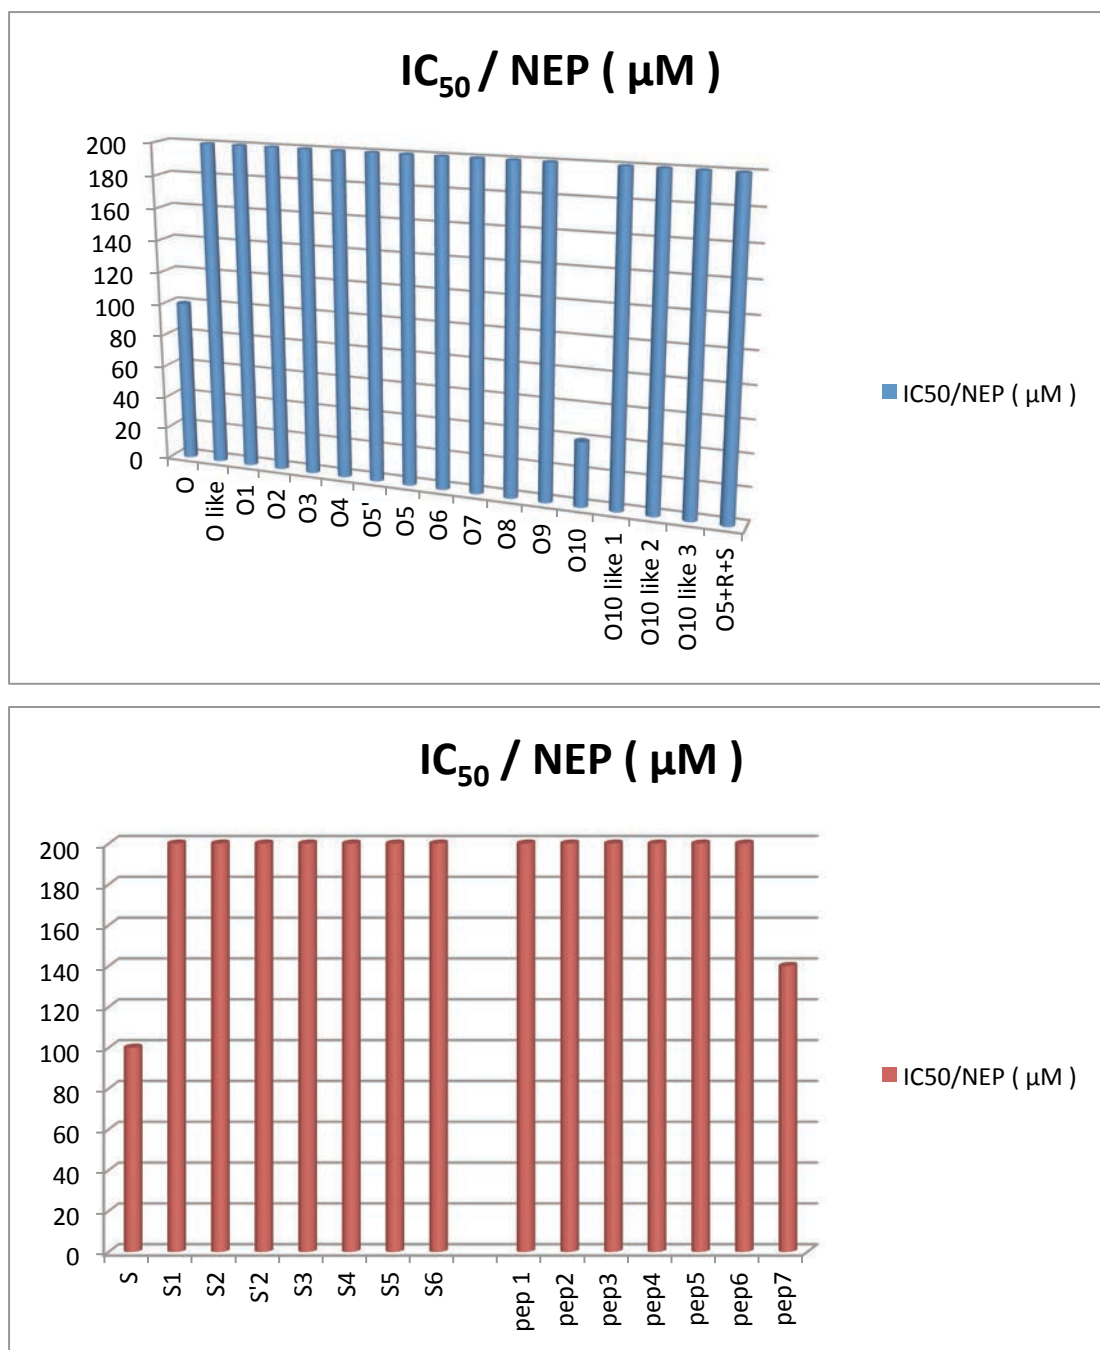 IC50 / NEP ( µM )
200
180
160
140
120
100
80
60
40
20
0
O
O like
O1
O2
O3
O4
O5'
O5
O6
O7
O8
O9
O10
O10 like 1
O10 like 2
O10 like 3
O5+R+S
IC50/NEP ( µM )
IC50 / NEP ( µM )
200
180
160
140
120
100
80
60
40
20
0
S
S1
S2
S'2
S3
S4
S5
S6
pep 1
pep2
pep3
pep4
pep5
pep6
pep7
IC50/NEP ( µM )